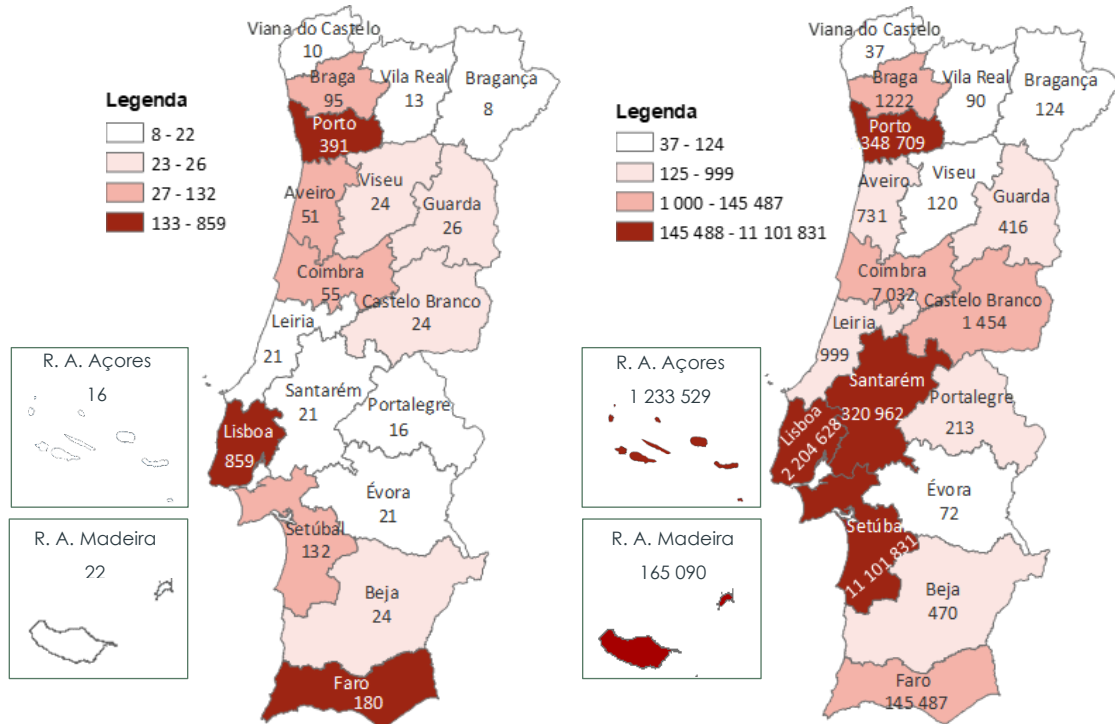 Viana do Castelo
10
Braga
95
Vila Real
13
Bragança
8
Legenda
8 - 22
23 - 26
27 - 132
133 - 859
Porto
391
Aveiro
51
Viseu
24
Guarda
26
Coimbra
55
Castelo Branco
24
Leiria
21
R. A. Açores
16
Santarém
21
Portalegre
16
Lisboa
859
Évora
21
Setúbal
132
R. A. Madeira
22
Beja
24
Faro
180
Viana do Castelo
37
Braga
1222
Vila Real
90
Bragança
124
Legenda
37 - 124
125 - 999
1 000 - 145 487
145 488 - 11 101 831
Porto
348 709
Aveiro
731
Viseu
120
Guarda
416
Coimbra
7 032
Castelo Branco
1 454
Leiria
999
R. A. Açores
1 233 529
Santarém
320 962
Portalegre
213
Lisboa
2 204 628
Évora
72
Setúbal
11 101 831
R. A. Madeira
165 090
Beja
470
Faro
145 487